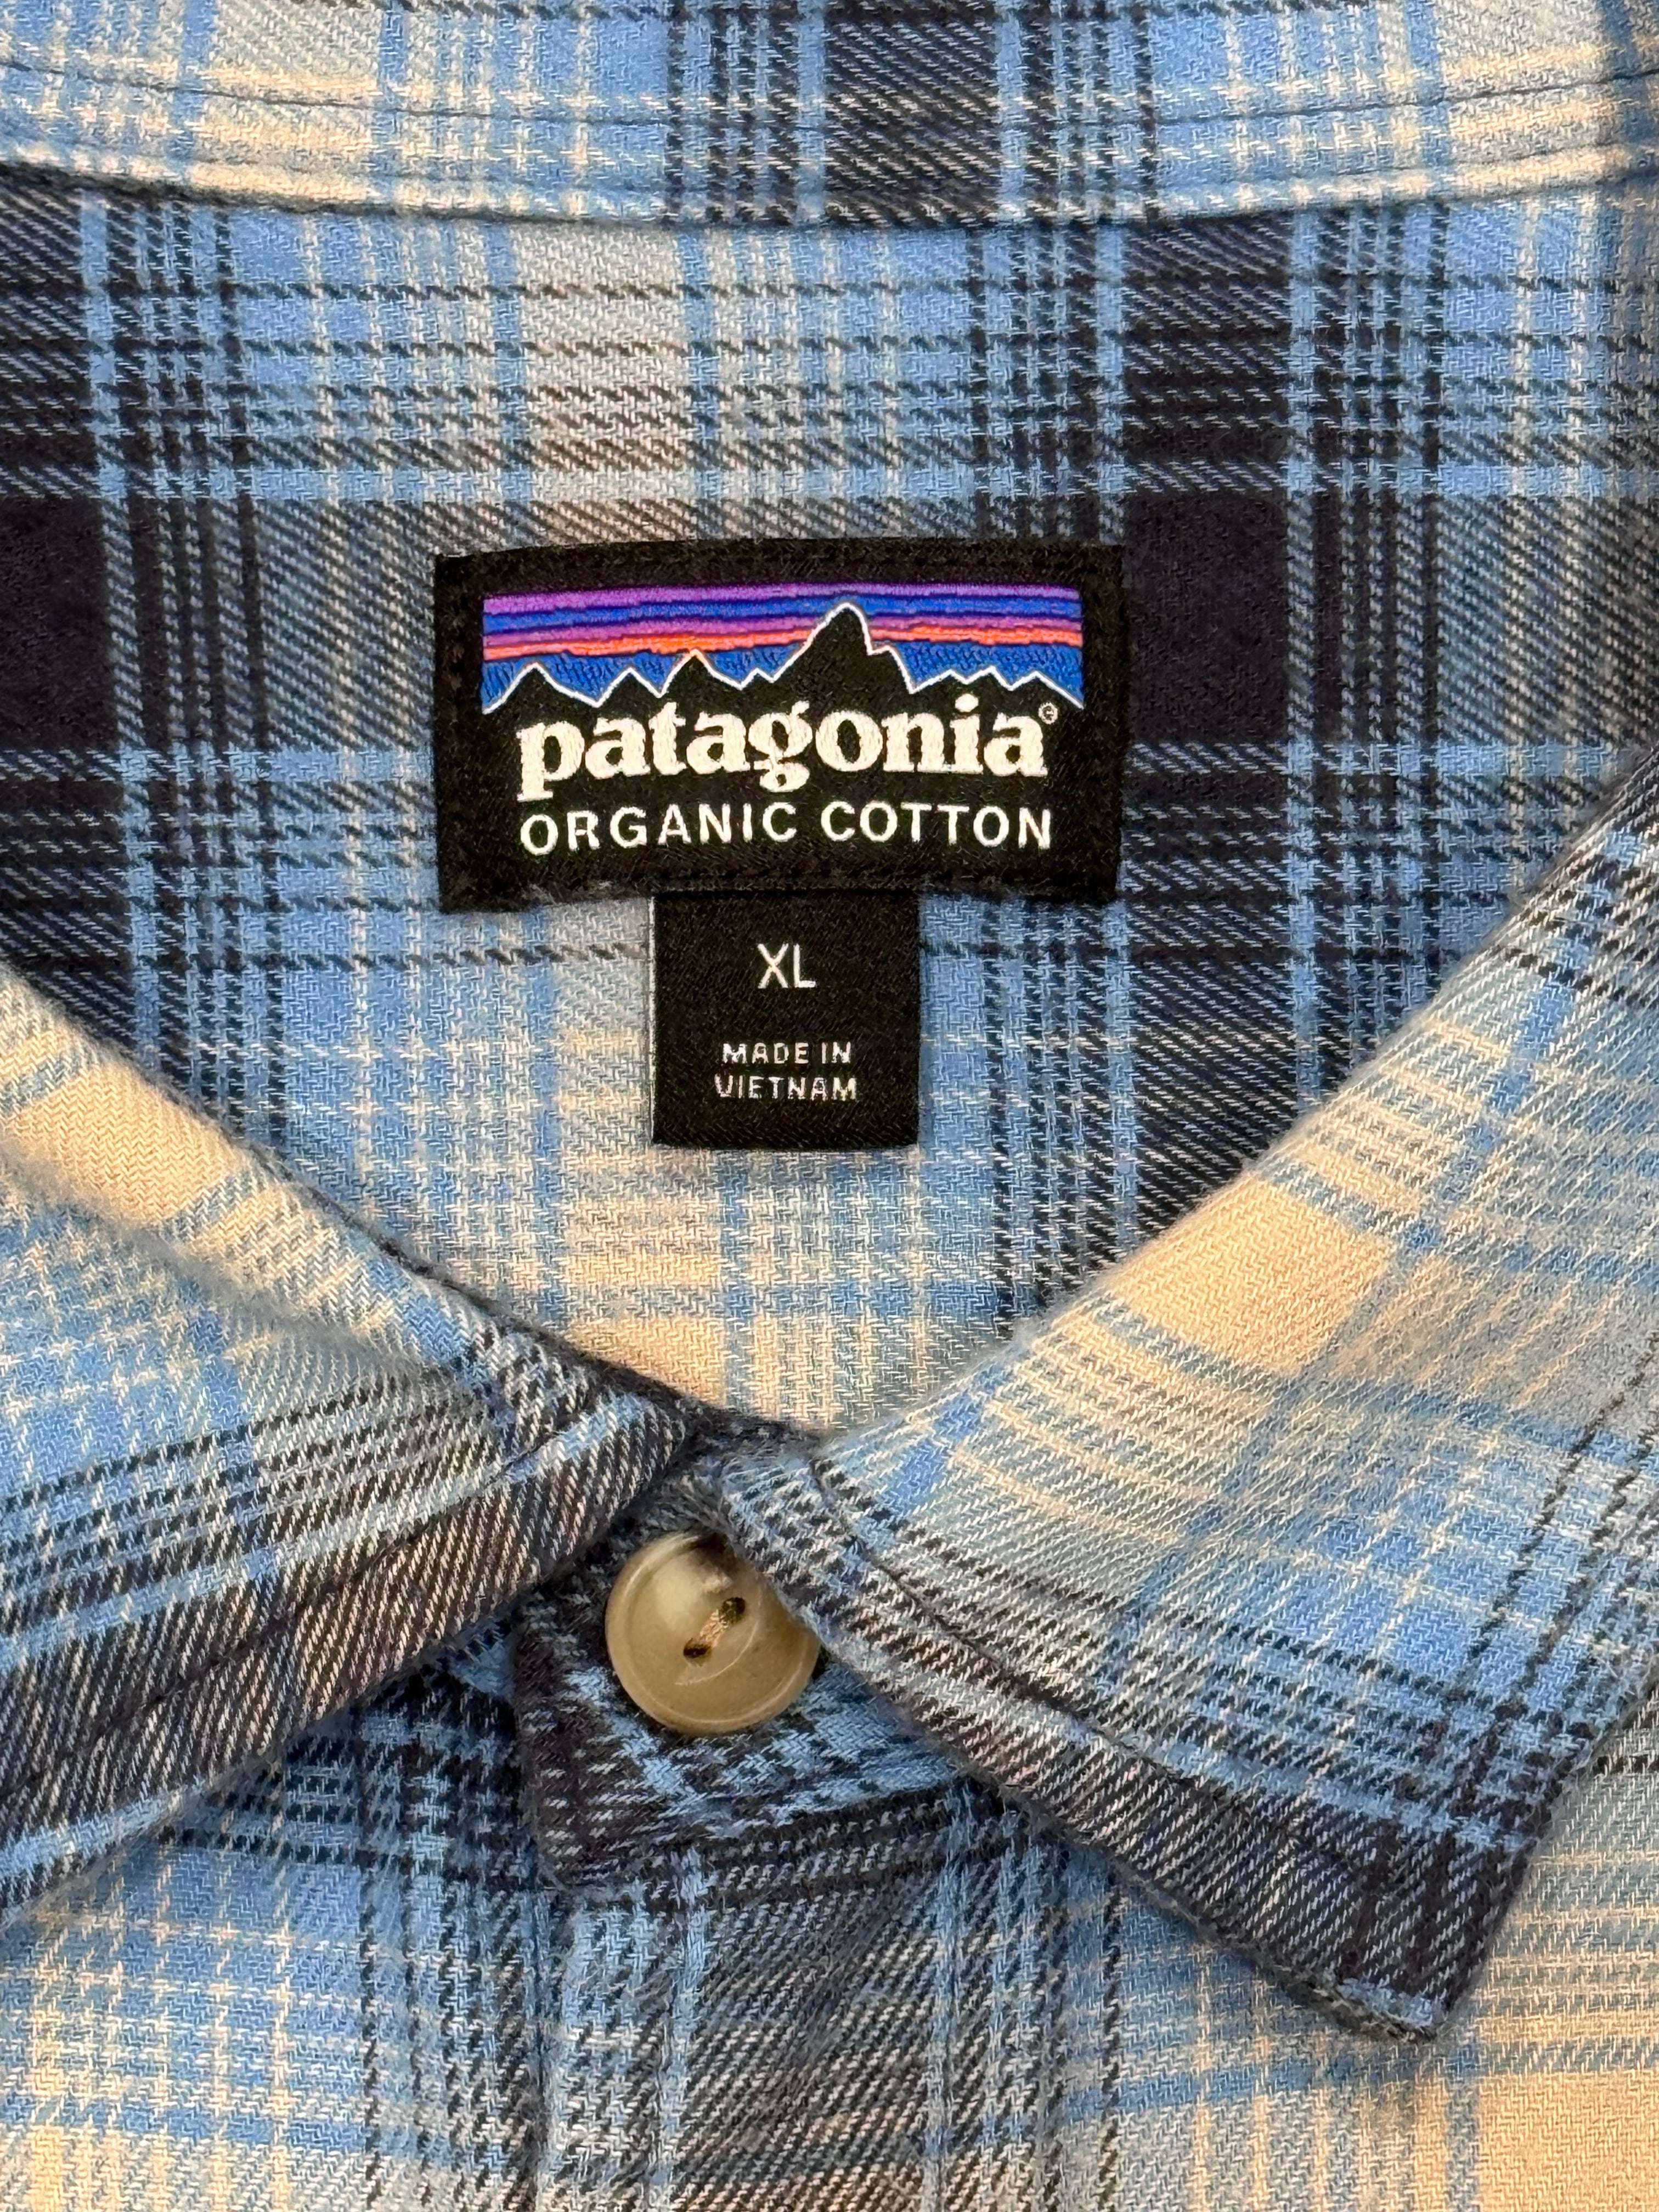 patagonia®
ORGANIC COTTON
XL
MADE IN
VIETNAM